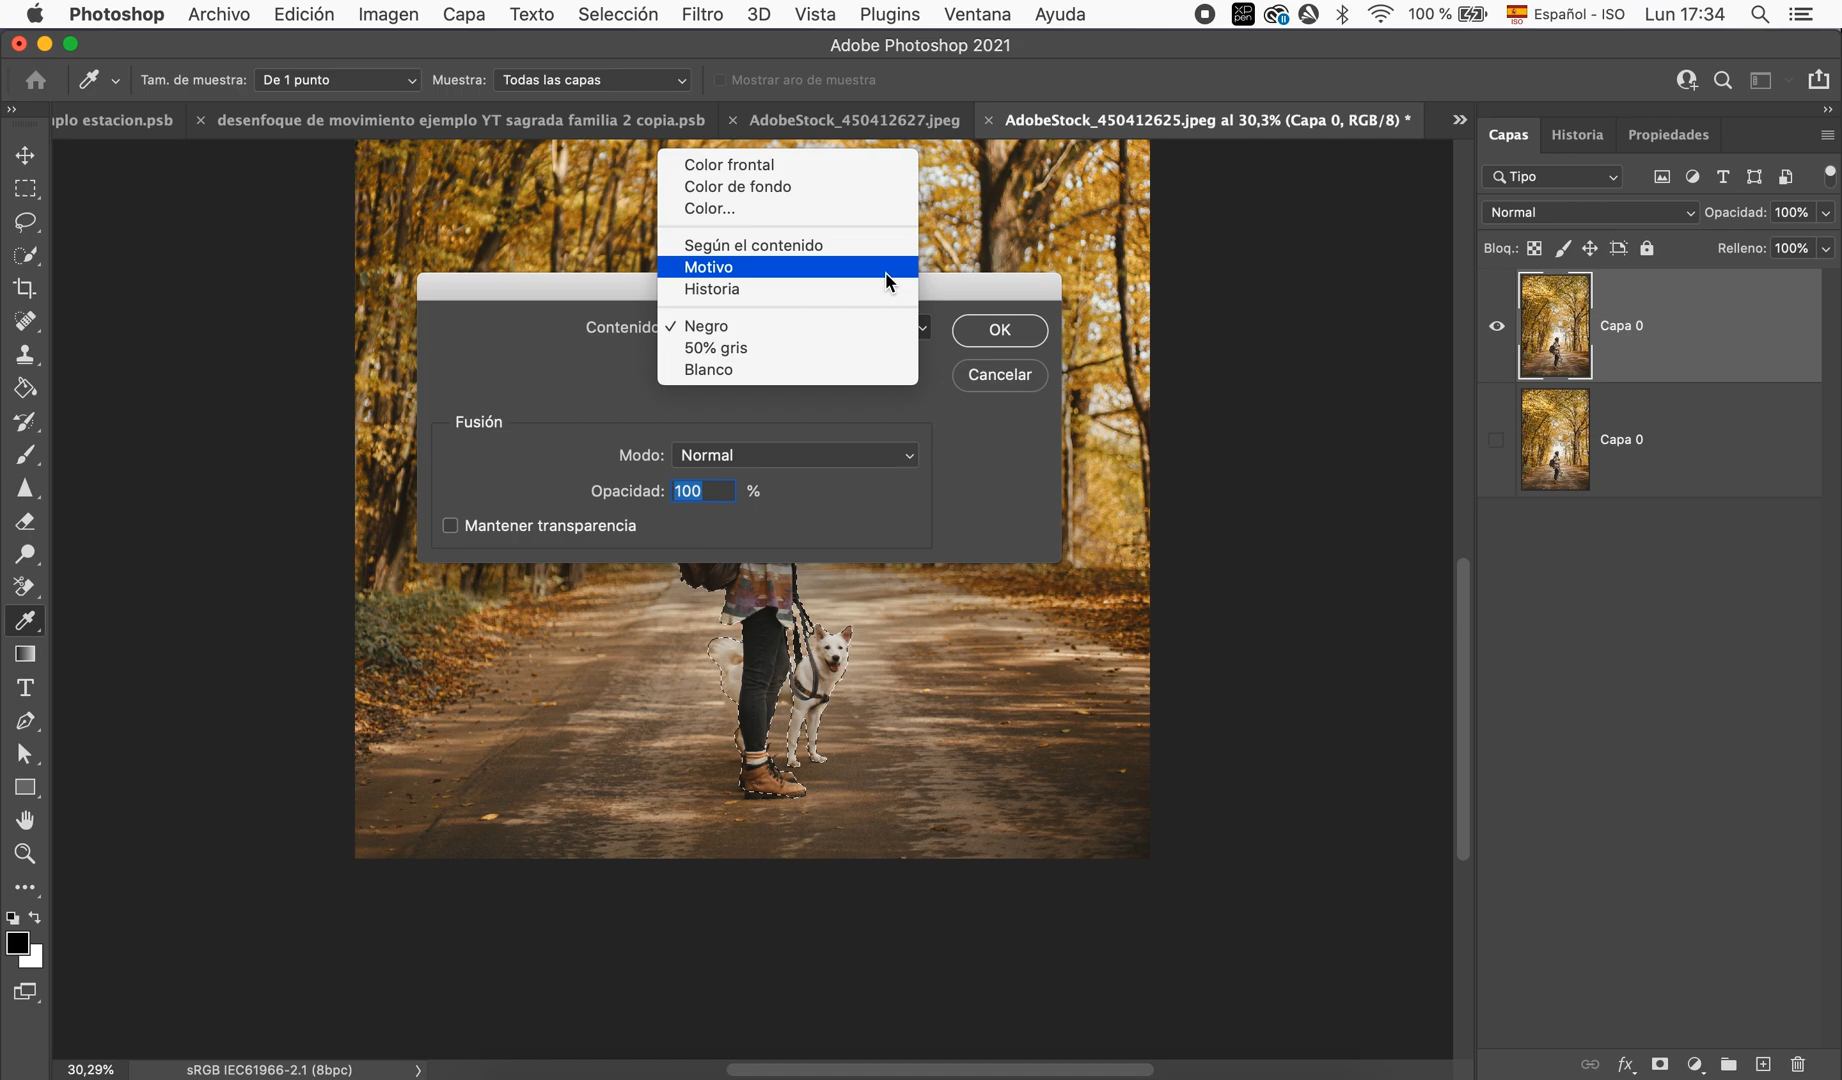 Photoshop Archivo Edición Imagen Capa Texto Selección Filtro 3D Vista Plugins Ventana Ayuda XP pen 100 % ISO Español - ISO Lun 17:34
Adobe Photoshop 2021
Tam. de muestra: De 1 punto Muestra: Todas las capas Mostrar aro de muestra
plo estacion.psb × desenfoque de movimiento ejemplo YT sagrada familia 2 copia.psb × AdobeStock_450412627.jpeg × AdobeStock_450412625.jpeg al 30,3% (Capa 0, RGB/8) *
Capas Historia Propiedades
Tipo
Normal Opacidad: 100%
Bloq.: Relleno: 100%
Capa 0
Capa 0
Color frontal
Color de fondo
Color...
Según el contenido
Motivo
Historia
Contenido ✓ Negro
50% gris
Blanco
OK
Cancelar
Fusión
Modo: Normal
Opacidad: 100 %
Mantener transparencia
30,29% sRGB IEC61966-2.1 (8bpc)
fx